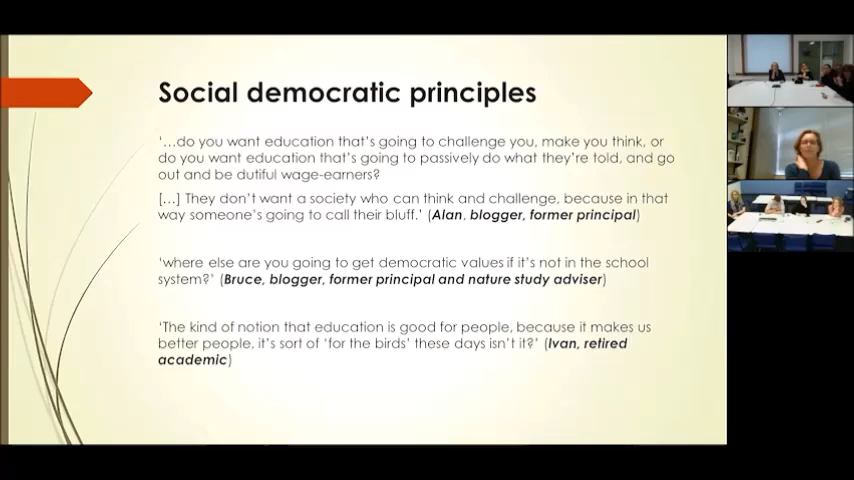 Social democratic principles
‘…do you want education that’s going to challenge you, make you think, or
do you want education that’s going to passively do what they’re told, and go
out and be dutiful wage-earners?
[…] They don’t want a society who can think and challenge, because in that
way someone’s going to call their bluff.’ (Alan, blogger, former principal)
‘where else are you going to get democratic values if it’s not in the school
system?’ (Bruce, blogger, former principal and nature study adviser)
‘The kind of notion that education is good for people, because it makes us
better people, it’s sort of ‘for the birds’ these days isn’t it?’ (Ivan, retired
academic)